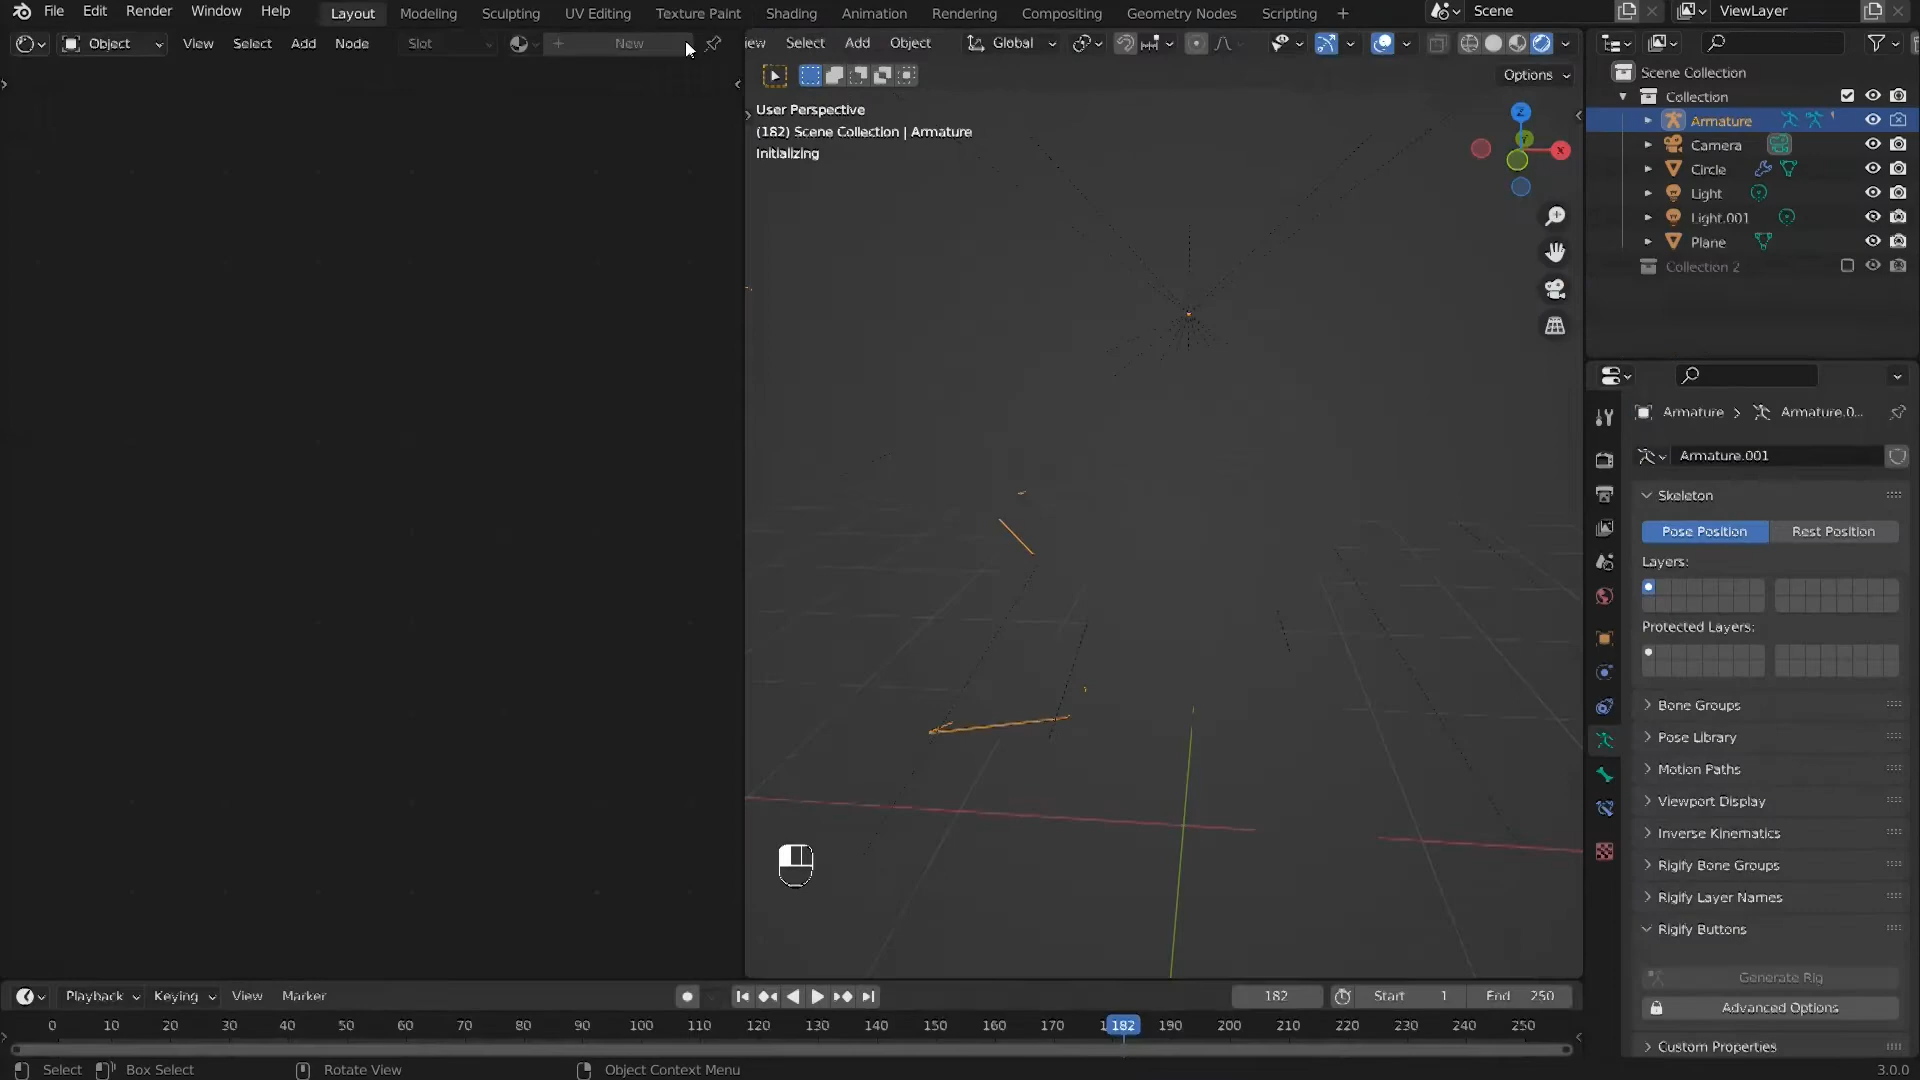 File Edit Render Window Help Layout Modeling Sculpting UV Editing Texture Paint Shading Animation Rendering Compositing Geometry Nodes Scripting + Scene ViewLayer
Object View Select Add Node Slot New
iew Select Add Object Global
Options
User Perspective
(182) Scene Collection | Armature
Initializing
Z
X
Scene Collection
Collection
Armature
Camera
Circle
Light
Light.001
Plane
Collection 2
Armature > Armature.0...
Armature.001
Skeleton
Pose Position Rest Position
Layers:
Protected Layers:
Bone Groups
Pose Library
Motion Paths
Viewport Display
Inverse Kinematics
Rigify Bone Groups
Rigify Layer Names
Rigify Buttons
Generate Rig
Advanced Options
Custom Properties
Playback Keying View Marker 182 Start 1 End 250
0 10 20 30 40 50 60 70 80 90 100 110 120 130 140 150 160 170 182 190 200 210 220 230 240 250
Select Box Select Rotate View Object Context Menu 3.0.0